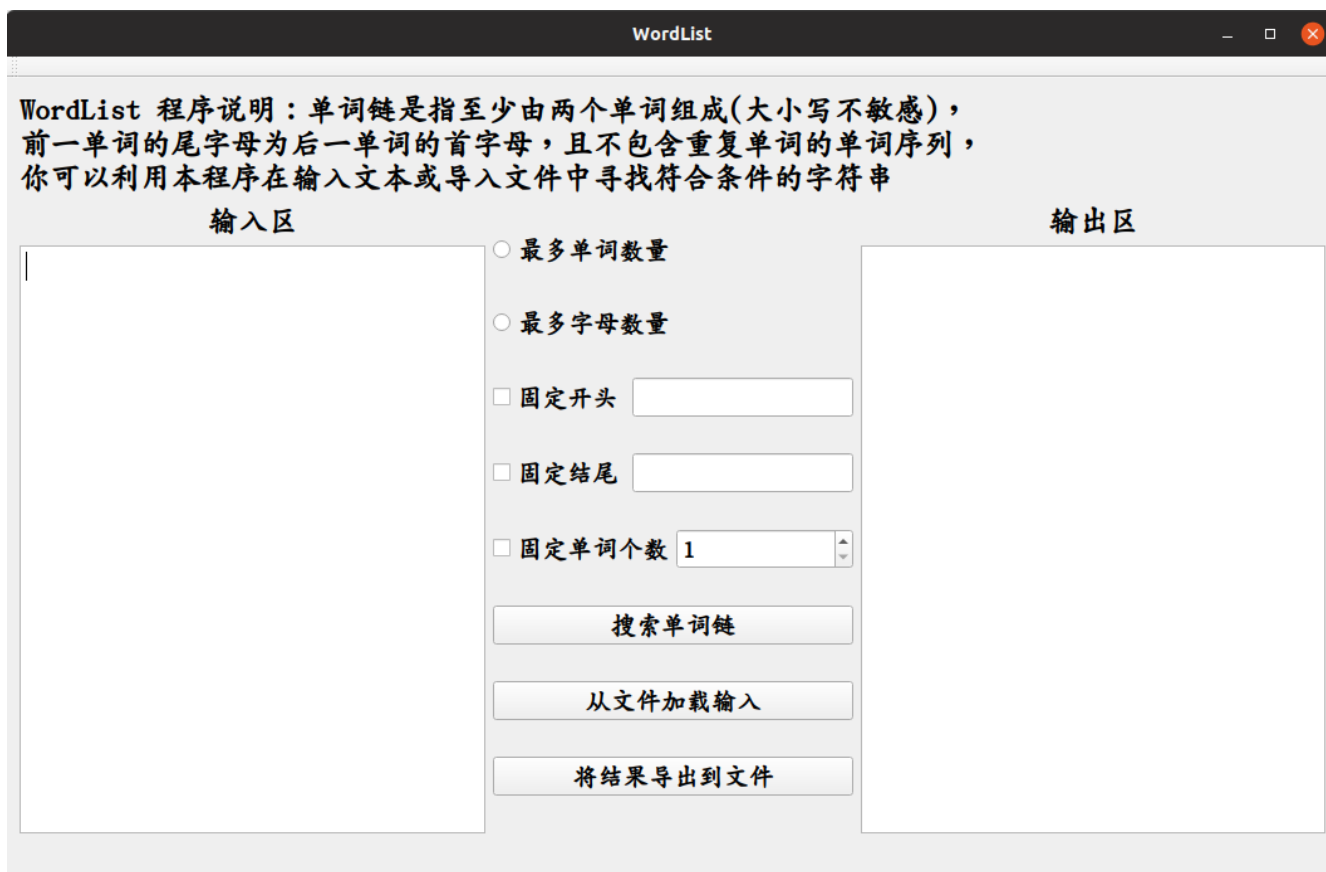 WordList
WordList 程序说明：单词链是指至少由两个单词组成(大小写不敏感)，
前一单词的尾字母为后一单词的首字母，且不包含重复单词的单词序列，
你可以利用本程序在输入文本或导入文件中寻找符合条件的字符串
输入区
输出区
最多单词数量
最多字母数量
固定开头
固定结尾
固定单词个数 1
搜索单词链
从文件加载输入
将结果导出到文件